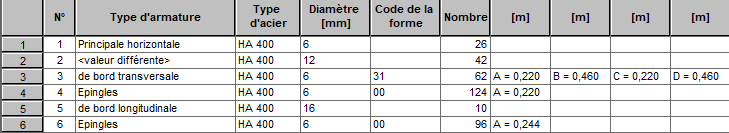 N° Type d'armature Type d'acier Diamètre [mm] Code de la forme Nombre [m] [m] [m] [m]
1 1 Principale horizontale HA 400 6 26
2 2 <valeur différente> HA 400 12 42
3 3 de bord transversale HA 400 6 31 62 A = 0,220 B = 0,460 C = 0,220 D = 0,460
4 4 Epingles HA 400 6 00 124 A = 0,220
5 5 de bord longitudinale HA 400 16 10
6 6 Epingles HA 400 6 00 96 A = 0,244